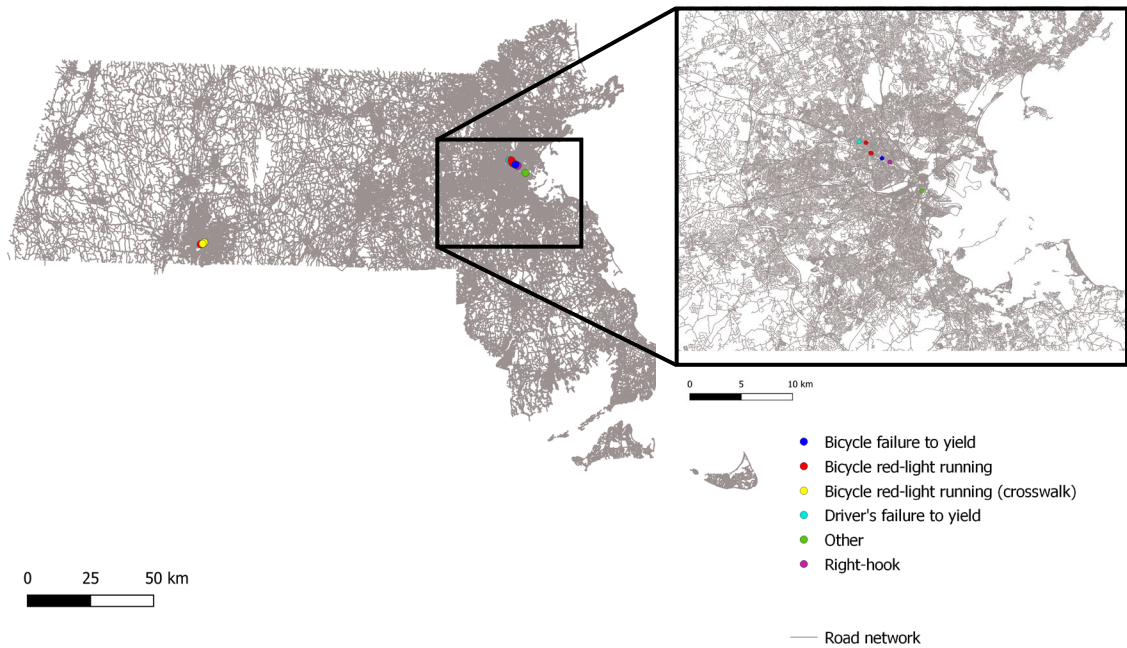 0 5 10 km
Bicycle failure to yield
Bicycle red-light running
Bicycle red-light running (crosswalk)
Driver's failure to yield
Other
Right-hook
0 25 50 km
Road network